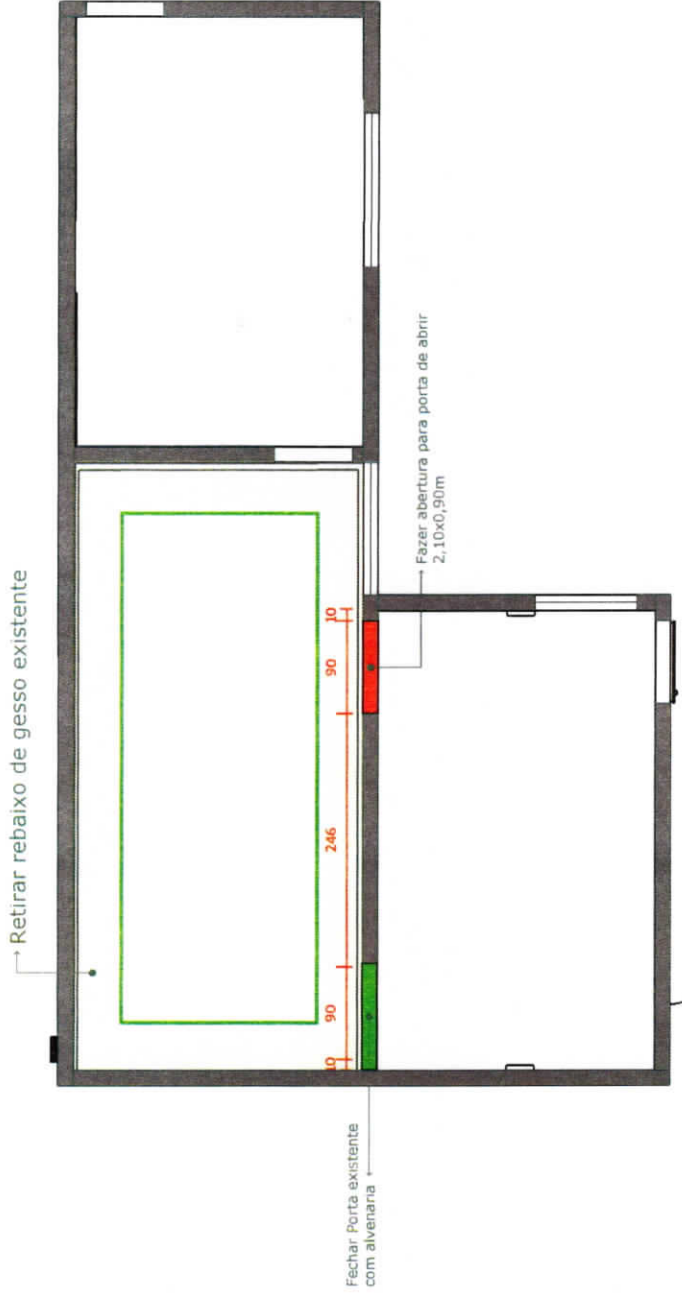 Retirar rebaixo de gesso existente
10
90
246
90
10
Fazer abertura para porta de abrir
2,10x0,90m
Fechar Porta existente
com alvenaria